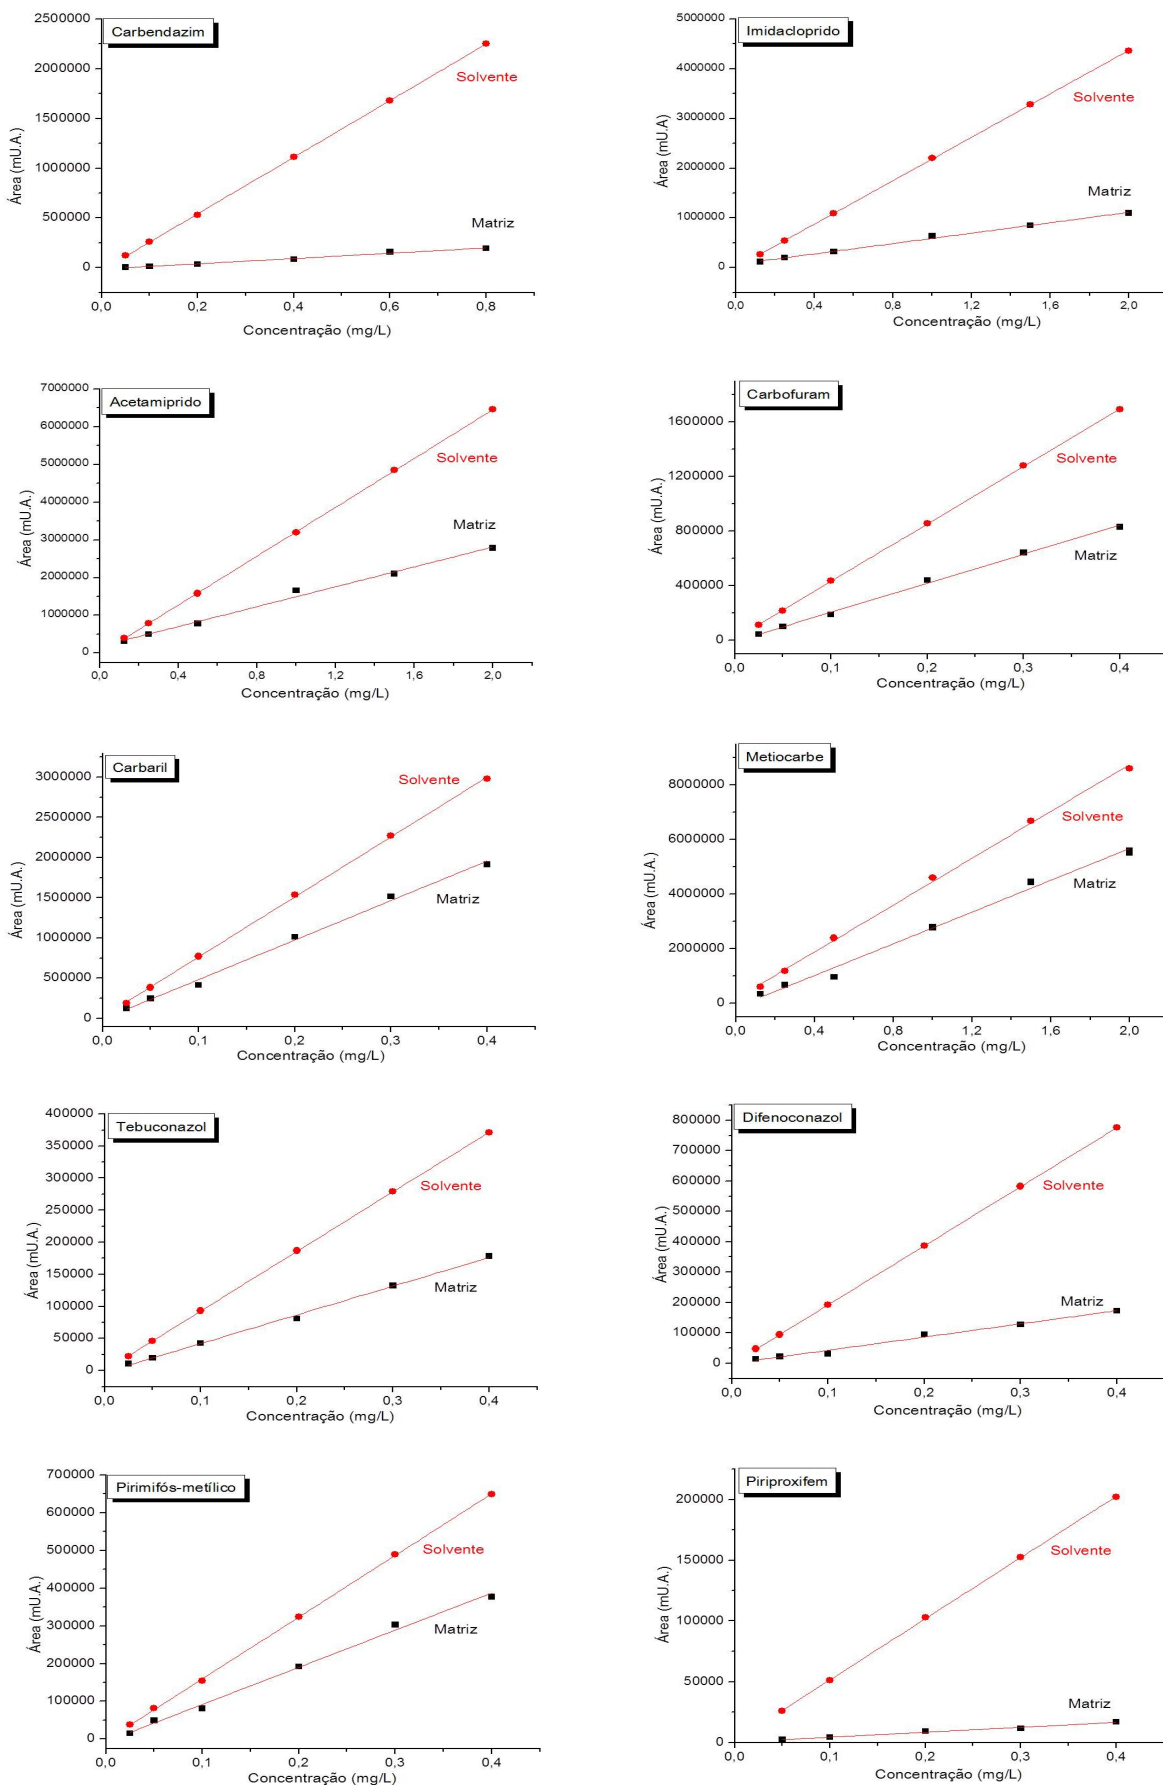 Carbendazim
Solvente
Matriz
Área (mU.A.)
2500000
2000000
1500000
1000000
500000
0
0,0 0,2 0,4 0,6 0,8
Concentração (mg/L)
Imidacloprido
Solvente
Matriz
Área (mU.A)
5000000
4000000
3000000
2000000
1000000
0
0,0 0,4 0,8 1,2 1,6 2,0
Concentração (mg/L)
Acetamiprido
Solvente
Matriz
Área (mU.A.)
7000000
6000000
5000000
4000000
3000000
2000000
1000000
0
0,0 0,4 0,8 1,2 1,6 2,0
Concentração (mg/L)
Carbofuram
Solvente
Matriz
Área (mU.A.)
1600000
1200000
800000
400000
0
0,0 0,1 0,2 0,3 0,4
Concentração (mg/L)
Carbaril
Solvente
Matriz
Área (mU.A.)
3000000
2500000
2000000
1500000
1000000
500000
0
0,0 0,1 0,2 0,3 0,4
Concentração (mg/L)
Metiocarbe
Solvente
Matriz
Área (mU.A.)
8000000
6000000
4000000
2000000
0
0,0 0,4 0,8 1,2 1,6 2,0
Concentração (mg/L)
Tebuconazol
Solvente
Matriz
Área (mU.A.)
400000
350000
300000
250000
200000
150000
100000
50000
0
0,0 0,1 0,2 0,3 0,4
Concentração (mg/L)
Difenoconazol
Solvente
Matriz
Área (mU.A.)
800000
700000
600000
500000
400000
300000
200000
100000
0
0,0 0,1 0,2 0,3 0,4
Concentração (mg/L)
Pirimifós-metílico
Solvente
Matriz
Área (mU.A.)
700000
600000
500000
400000
300000
200000
100000
0
0,0 0,1 0,2 0,3 0,4
Concentração (mg/L)
Piriproxifem
Solvente
Matriz
Área (mU.A.)
200000
150000
100000
50000
0
0,0 0,1 0,2 0,3 0,4
Concentração (mg/L)